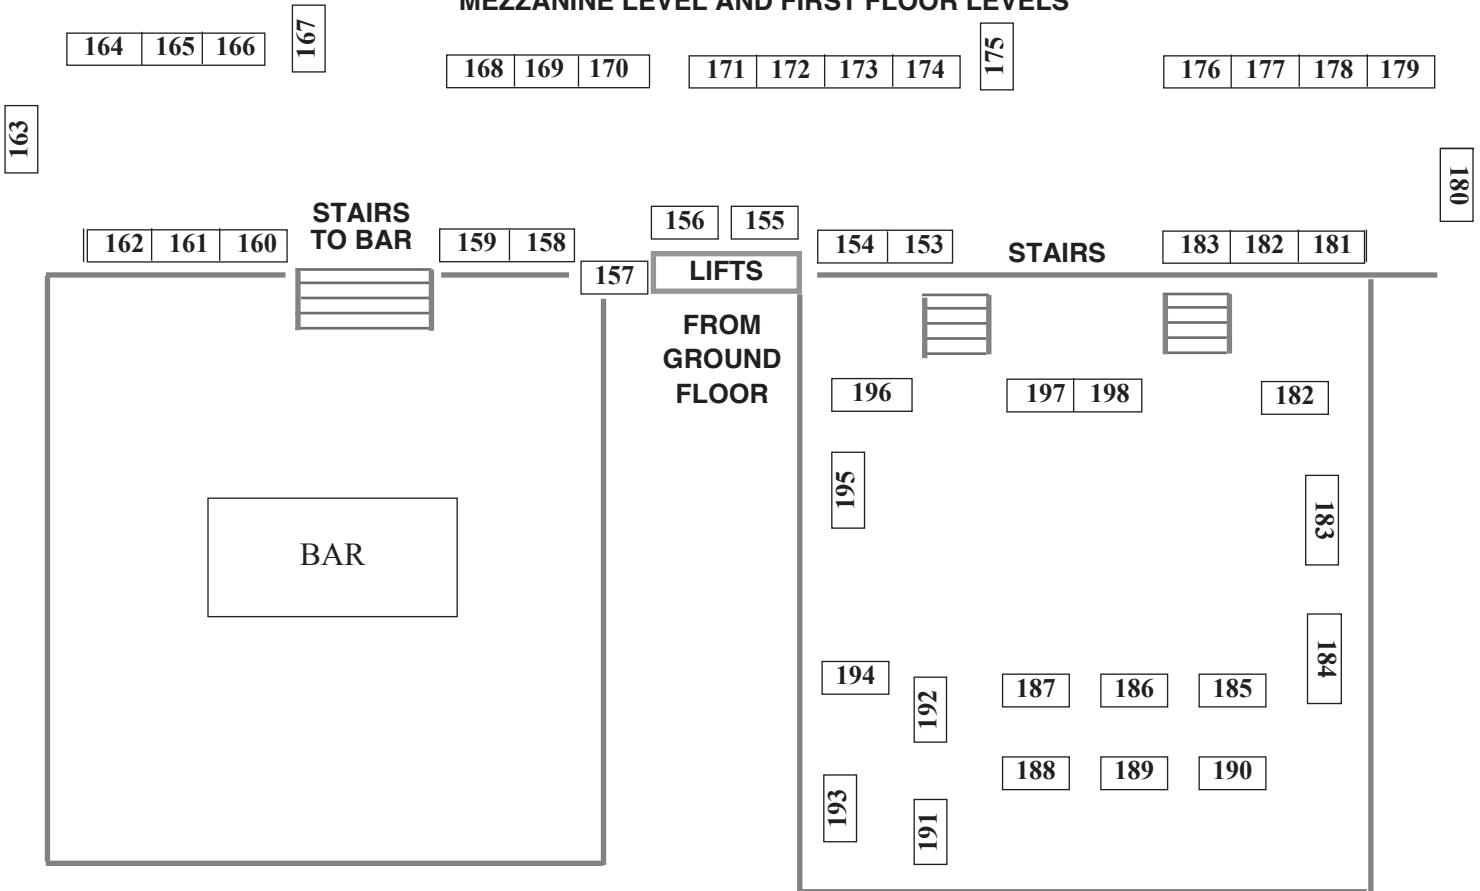 MEZZANINE LEVEL AND FIRST FLOOR LEVELS
164 165 166
167
168 169 170
171 172 173 174
175
176 177 178 179
163
180
STAIRS
TO BAR
162 161 160
159 158
156 155
154 153
STAIRS
183 182 181
157
LIFTS
FROM
GROUND
FLOOR
196
197 198
182
195
183
BAR
184
194
192
187 186 185
188 189 190
193
191